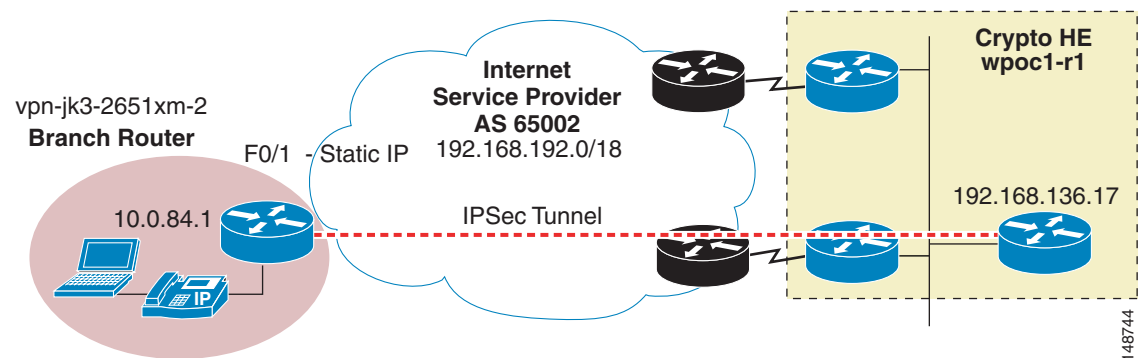 vpn-jk3-2651xm-2
Branch Router
F0/1 - Static IP
10.0.84.1
IP
Internet
Service Provider
AS 65002
192.168.192.0/18
IPSec Tunnel
Crypto HE
wpoc1-r1
192.168.136.17
148744